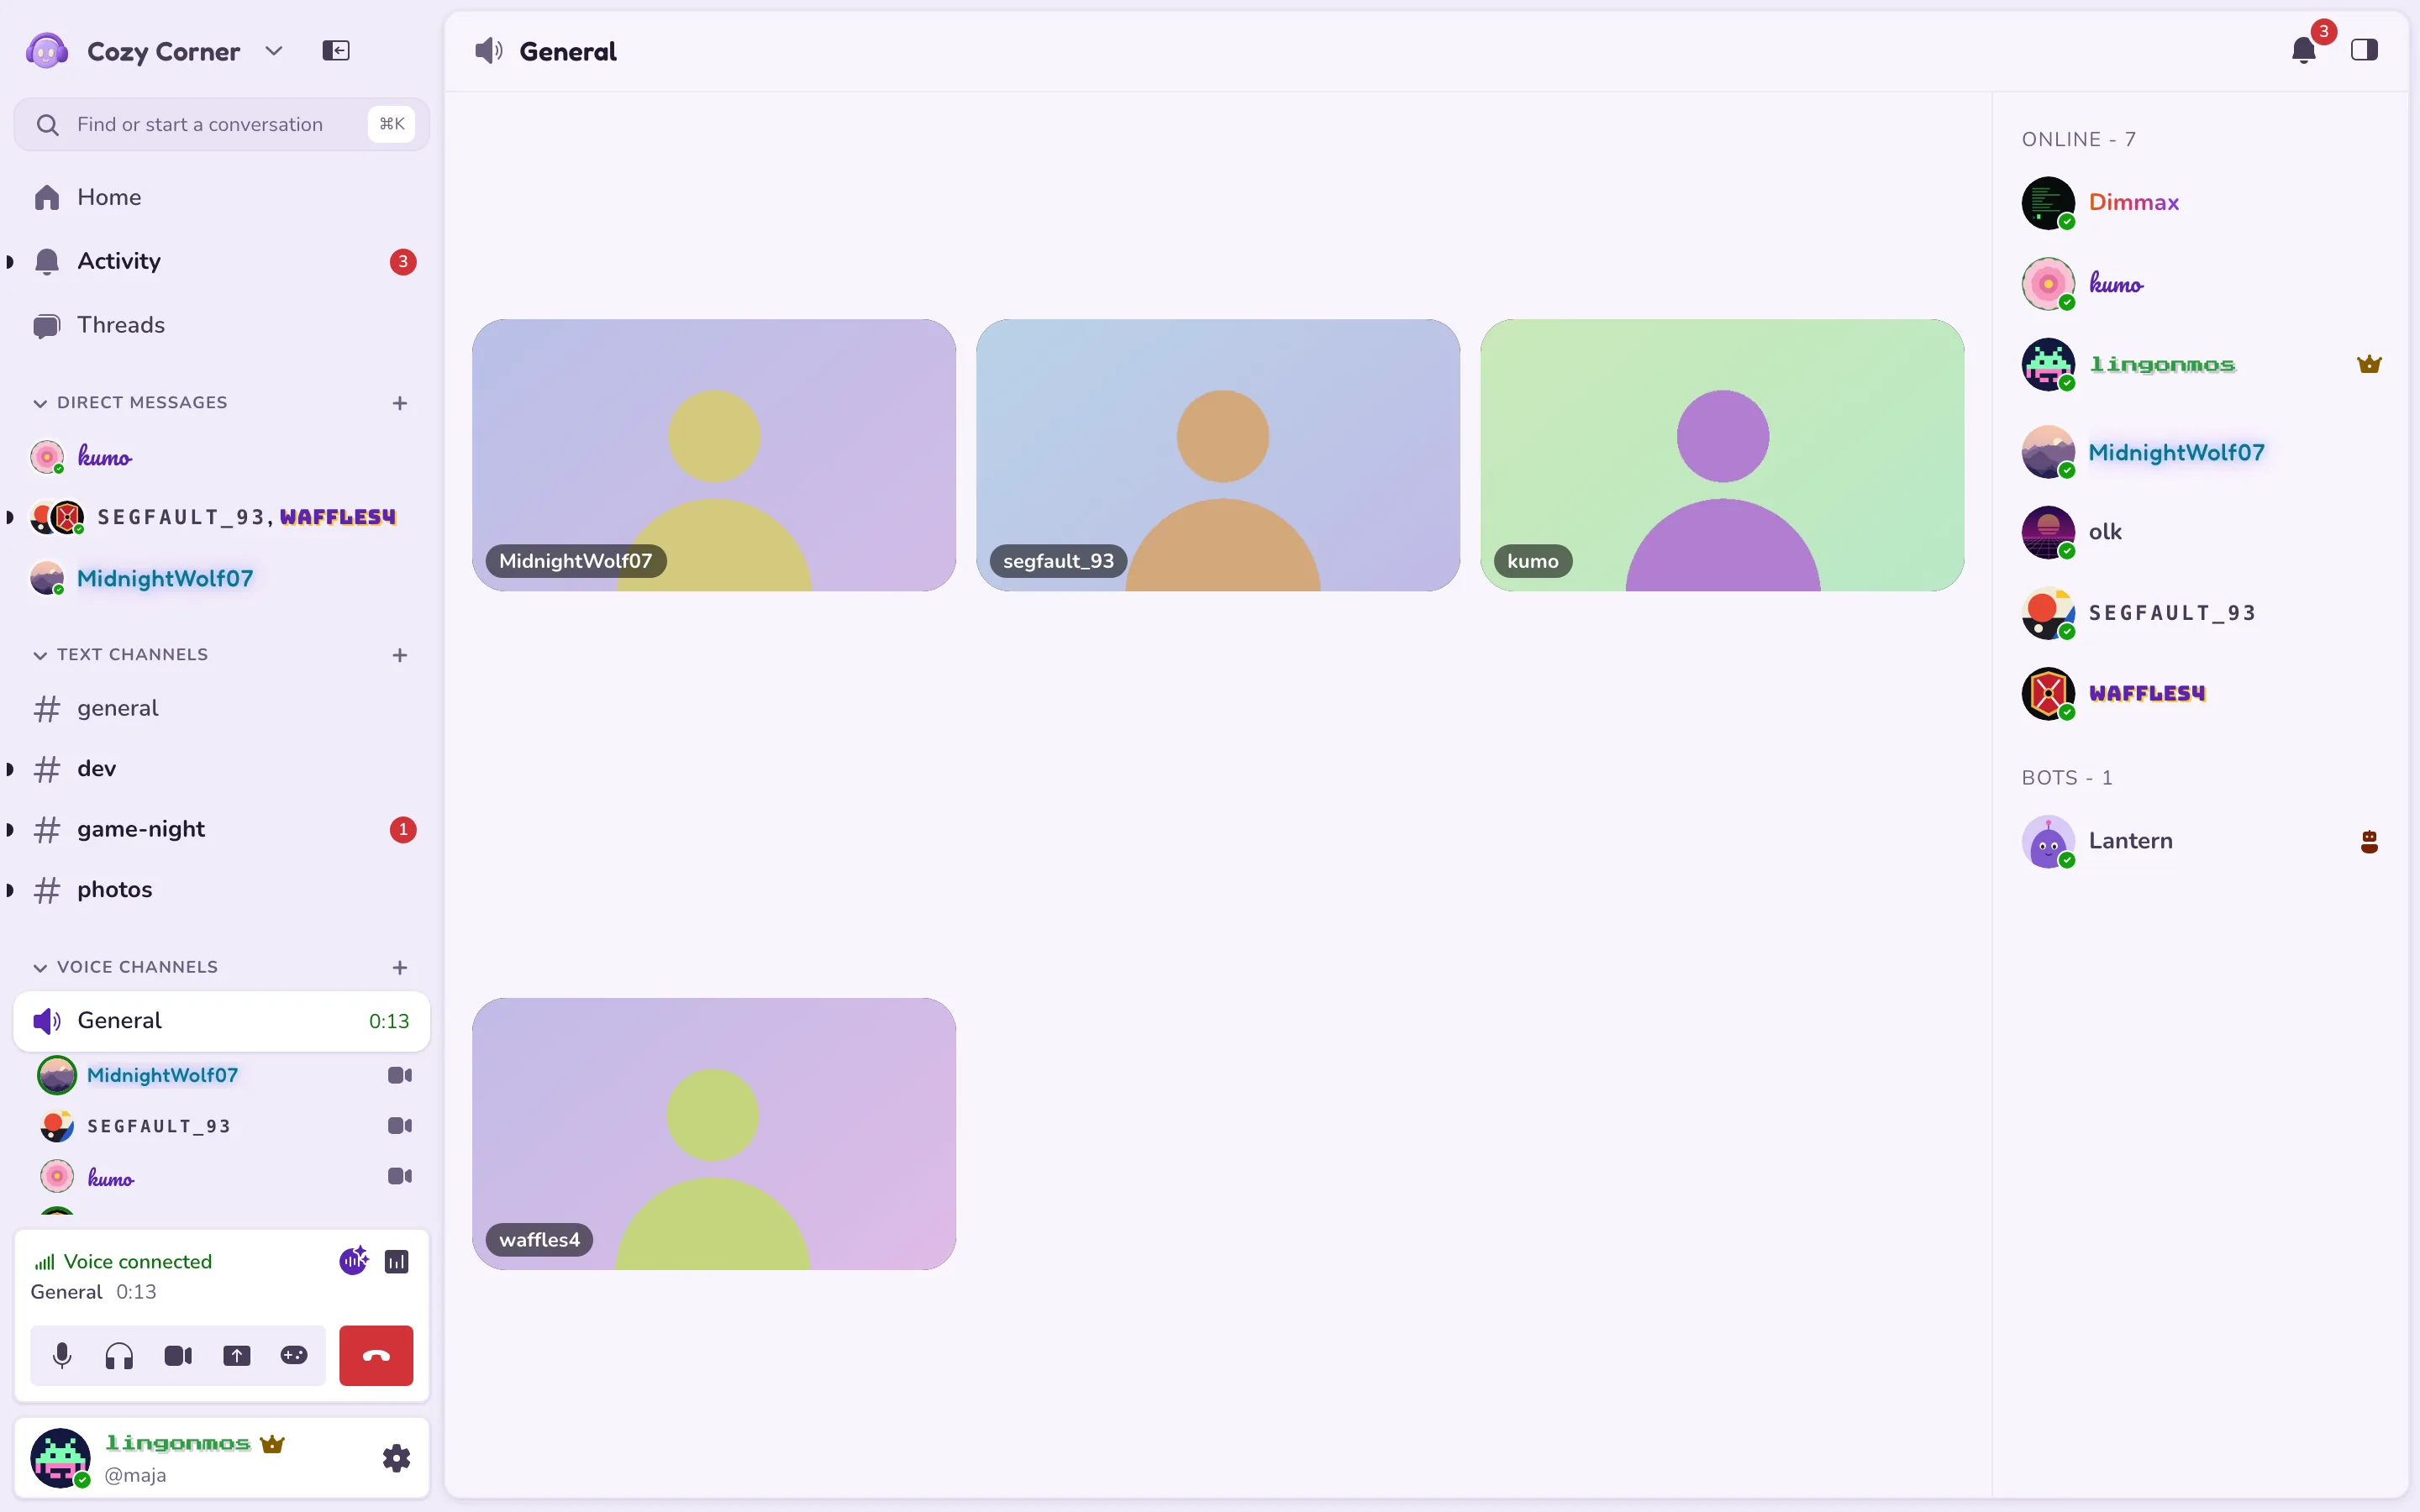 Cozy Corner
Find or start a conversation ⌘K
Home
Activity 3
Threads
DIRECT MESSAGES
kumo
SEGFAULT_93, WAFFLES4
MidnightWolf07
TEXT CHANNELS
general
dev
game-night 1
photos
VOICE CHANNELS
General 0:13
MidnightWolf07
SEGFAULT_93
kumo
Voice connected
General 0:13
lingonmos
@maja
General
3
MidnightWolf07
segfault_93
kumo
waffles4
ONLINE - 7
Dimmax
kumo
lingonmos
MidnightWolf07
olk
SEGFAULT_93
WAFFLES4
BOTS - 1
Lantern